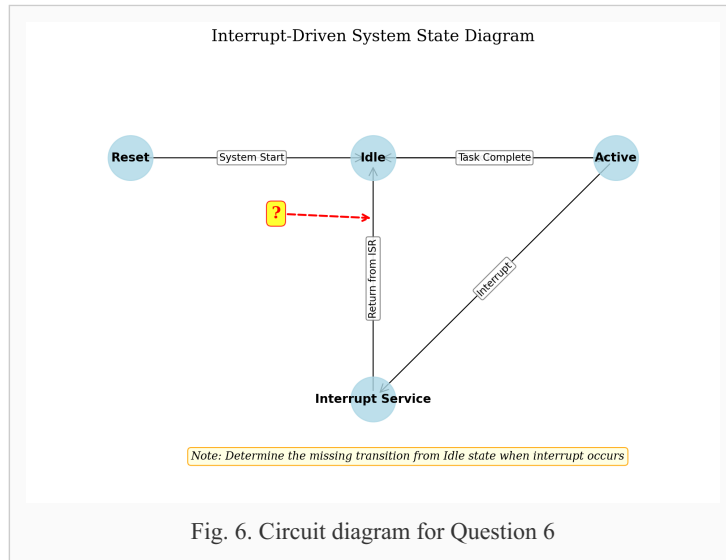 Interrupt-Driven System State Diagram
Reset
System Start
Idle
Task Complete
Active
?
Return from ISR
Interrupt
Interrupt Service
Note: Determine the missing transition from Idle state when interrupt occurs
Fig. 6. Circuit diagram for Question 6